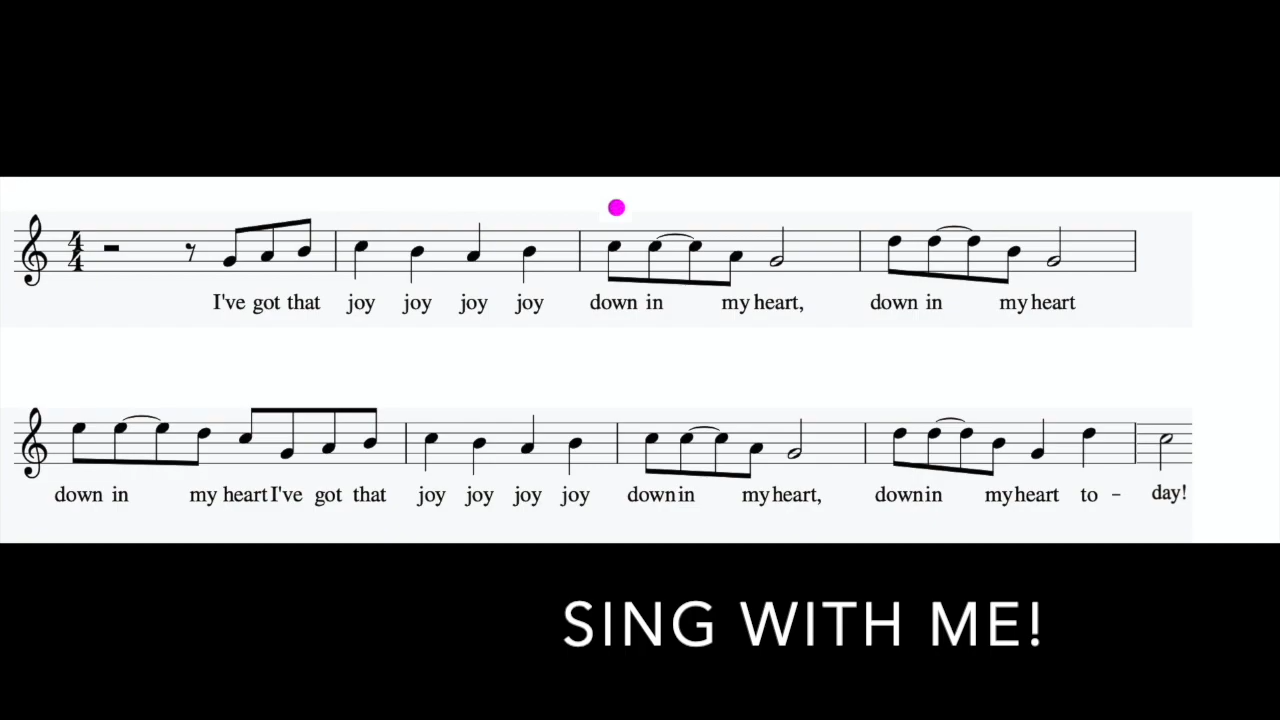 4
4
I've got that joy joy joy joy down in my heart, down in my heart
down in my heart I've got that joy joy joy joy down in my heart, down in my heart to - day!
SING WITH ME!